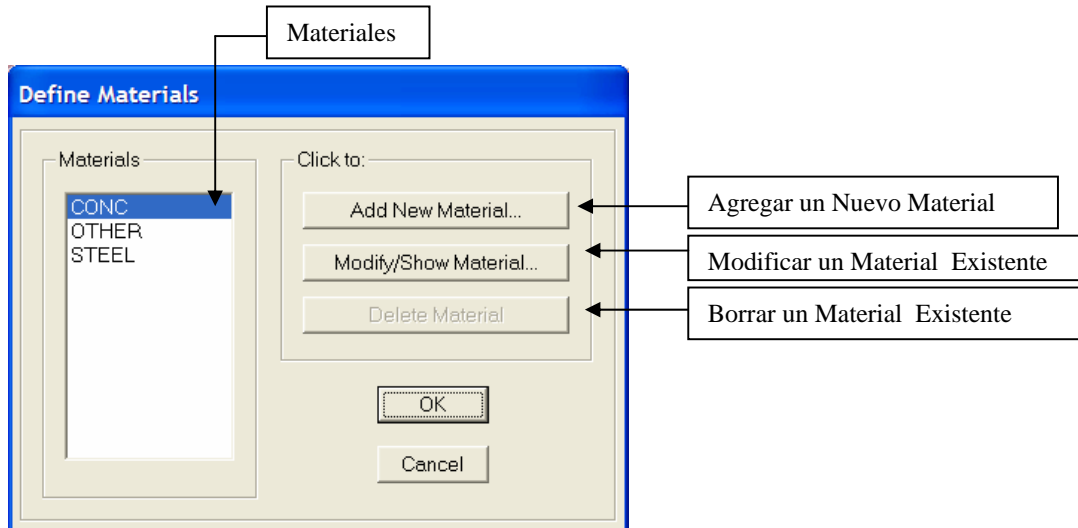 Materiales
Define Materials
Materials
CONC
OTHER
STEEL
Click to:
Add New Material...
Modify/Show Material...
Delete Material
OK
Cancel
Agregar un Nuevo Material
Modificar un Material Existente
Borrar un Material Existente